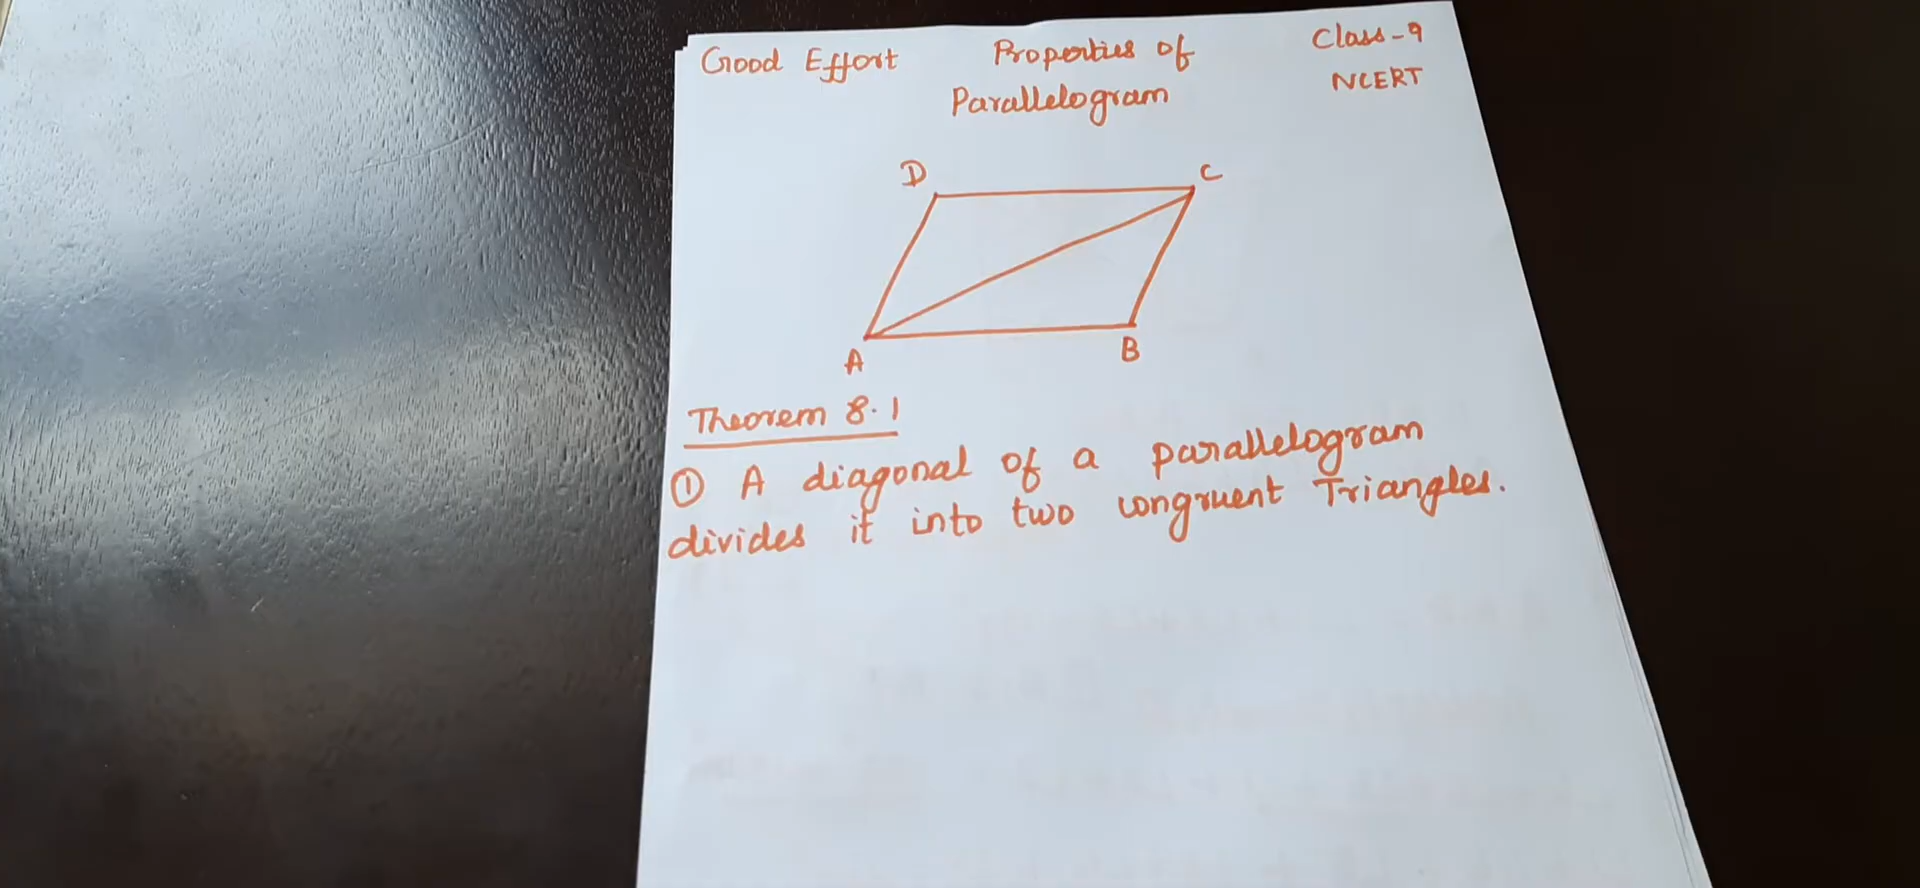 Good Effort Properties of Class-9
Parallelogram NCERT
D C
A B
Theorem 8.1
① A diagonal of a parallelogram
divides it into two congruent Triangles.